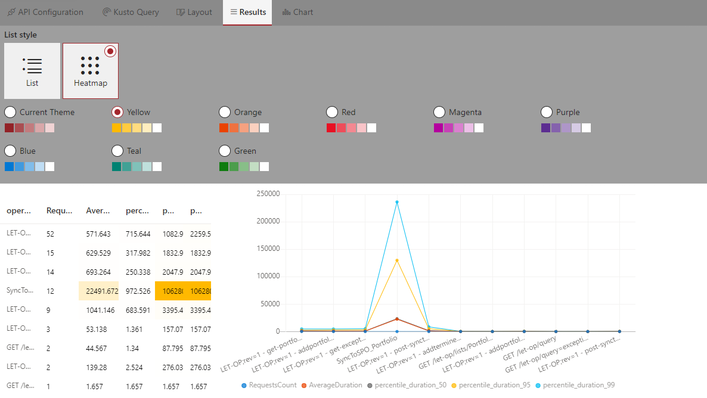 API Configuration Kusto Query Layout Results Chart
List style
List Heatmap
Current Theme Yellow Orange Red Magenta Purple
Blue Teal Green
oper... Requ... Aver... perc... p... p...
LET-O... 52 571.643 715.644 1082.9 2259.5
LET-O... 15 629.529 317.982 1832.9 1832.9
LET-O... 14 693.264 250.338 2047.9 2047.9
SyncTo... 12 22491.672 972.526 10628( 10628(
LET-O... 9 1041.146 683.591 3395.4 3395.4
LET-O... 3 53.138 1.361 157.07 157.07
GET /le... 2 44.567 1.34 87.795 87.795
LET-O... 2 139.28 2.524 276.03 276.03
GET /le... 1 1.657 1.657 1.657 1.657
250000
200000
150000
100000
50000
0
LET-OP;rev=1 - get-portfo...
LET-OP;rev=1 - addportfol...
LET-OP;rev=1 - get-except...
SyncToSPO_Portfolio
LET-OP;rev=1 - post-synct...
LET-OP;rev=1 - addtermine...
GET /let-op/lists/Portfol...
LET-OP;rev=1 - addportfol...
GET /let-op/query
GET /let-op/query=excepti...
LET-OP;rev=1 - post-synct...
RequestsCount AverageDuration percentile_duration_50 percentile_duration_95 percentile_duration_99